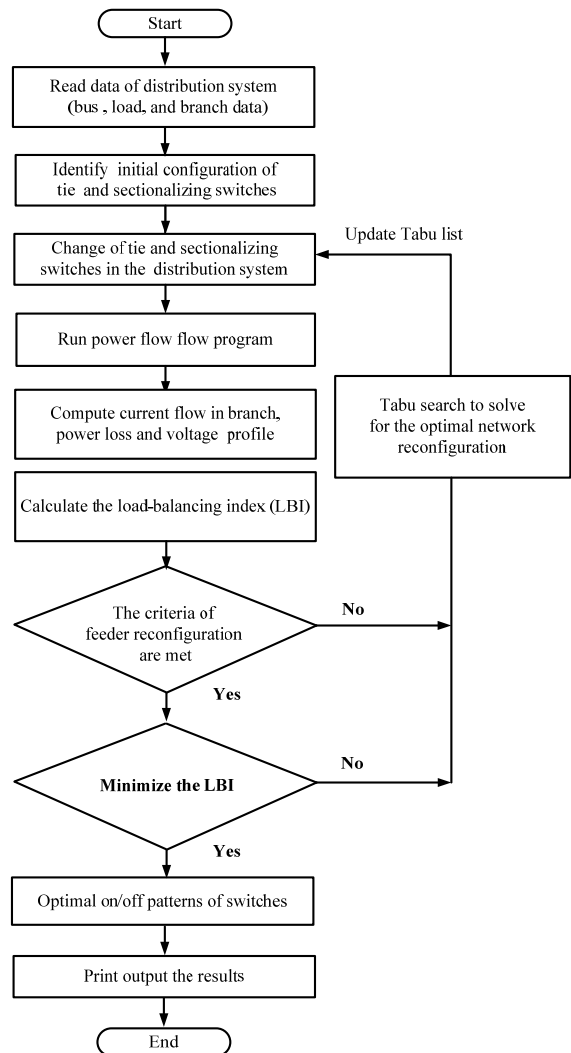 Start
Read data of distribution system
(bus , load, and branch data)
Identify initial configuration of
tie and sectionalizing switches
Change of tie and sectionalizing
switches in the distribution system
Update Tabu list
Run power flow flow program
Compute current flow in branch,
power loss and voltage profile
Tabu search to solve
for the optimal network
reconfiguration
Calculate the load-balancing index (LBI)
The criteria of
feeder reconfiguration
are met
No
Yes
Minimize the LBI
No
Yes
Optimal on/off patterns of switches
Print output the results
End